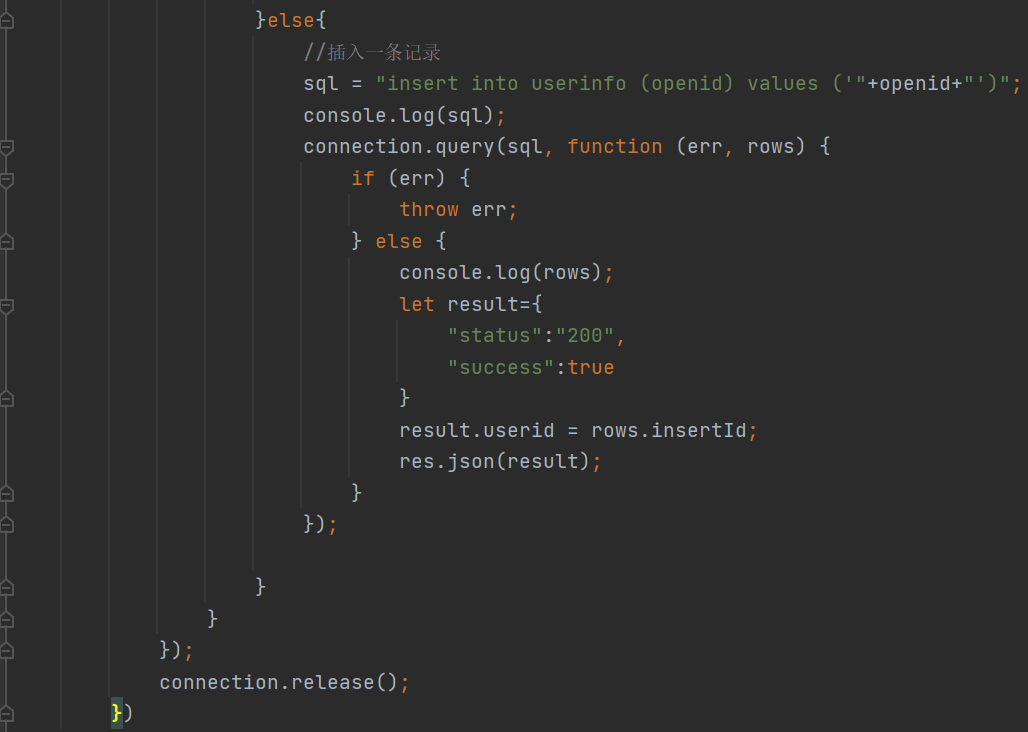 }else{
//插入一条记录
sql = "insert into userinfo (openid) values ('"+openid+"')";
console.log(sql);
connection.query(sql, function (err, rows) {
if (err) {
throw err;
} else {
console.log(rows);
let result={
"status":"200",
"success":true
}
result.userid = rows.insertId;
res.json(result);
}
});
}
}
});
connection.release();
})